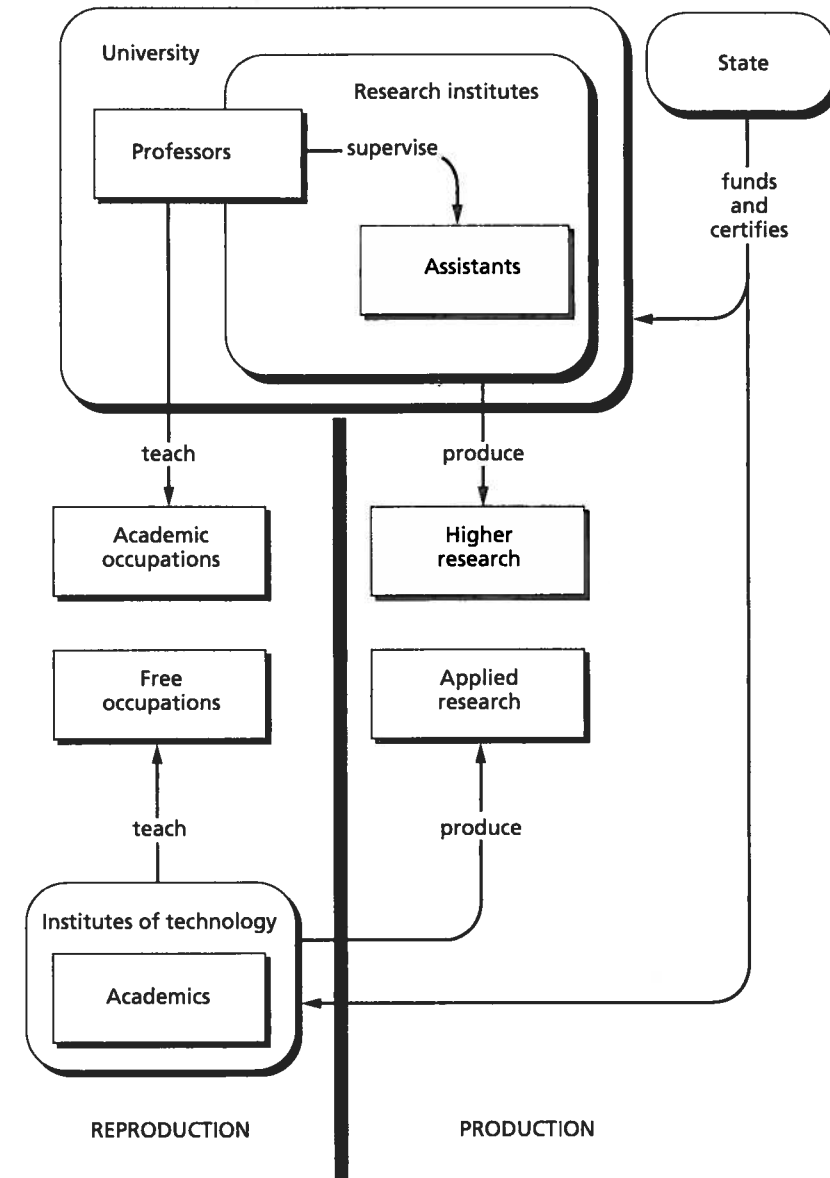 University
State
Research institutes
Professors
supervise
funds
and
certifies
Assistants
teach
produce
Academic
occupations
Higher
research
Free
occupations
Applied
research
teach
produce
Institutes of technology
Academics
REPRODUCTION
PRODUCTION